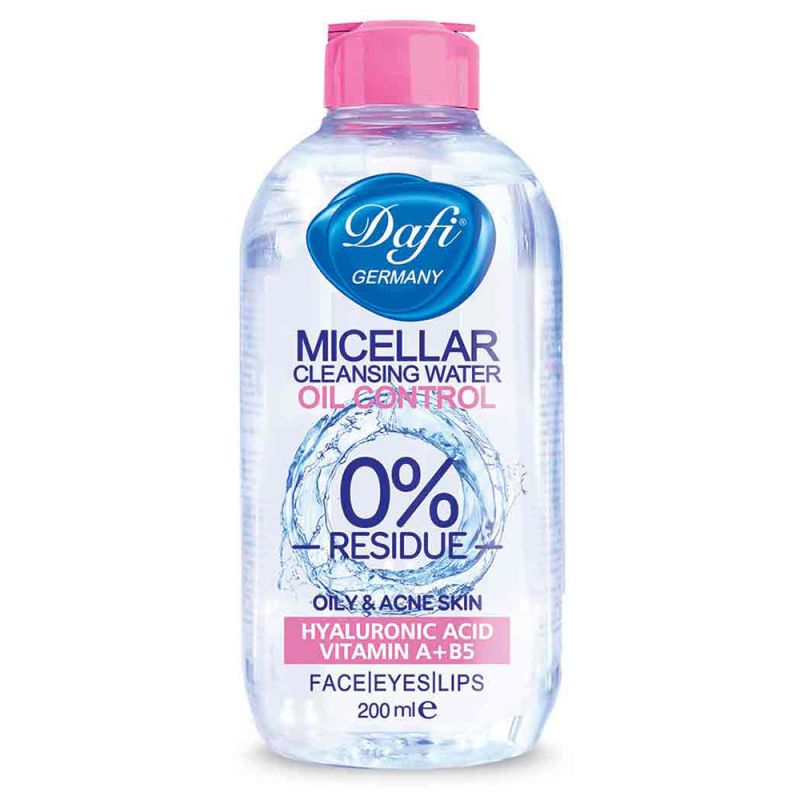 Dafi®
GERMANY
MICELLAR
CLEANSING WATER
OIL CONTROL
0%
RESIDUE
OILY & ACNE SKIN
HYALURONIC ACID
VITAMIN A+B5
FACE|EYES|LIPS
200 ml℮